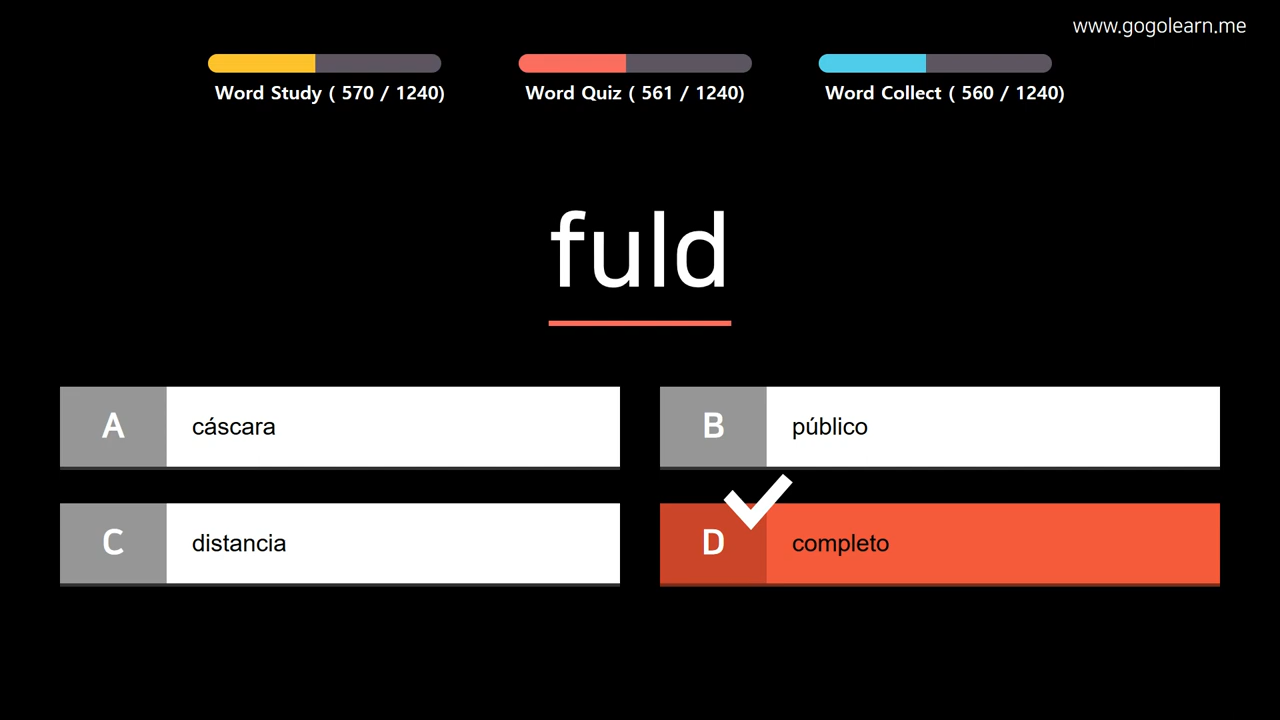 www.gogolearn.me
Word Study ( 570 / 1240)
Word Quiz ( 561 / 1240)
Word Collect ( 560 / 1240)
fuld
A cáscara
B público
C distancia
D completo